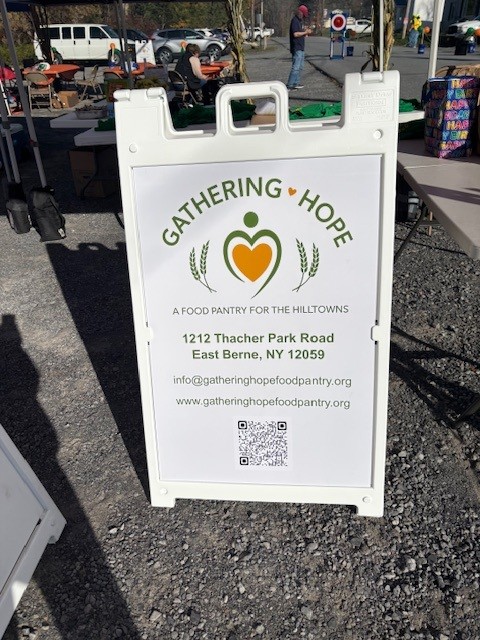 GATHERING HOPE
A FOOD PANTRY FOR THE HILLTOWNS
1212 Thacher Park Road
East Berne, NY 12059
info@gatheringhopefoodpantry.org
www.gatheringhopefoodpantry.org